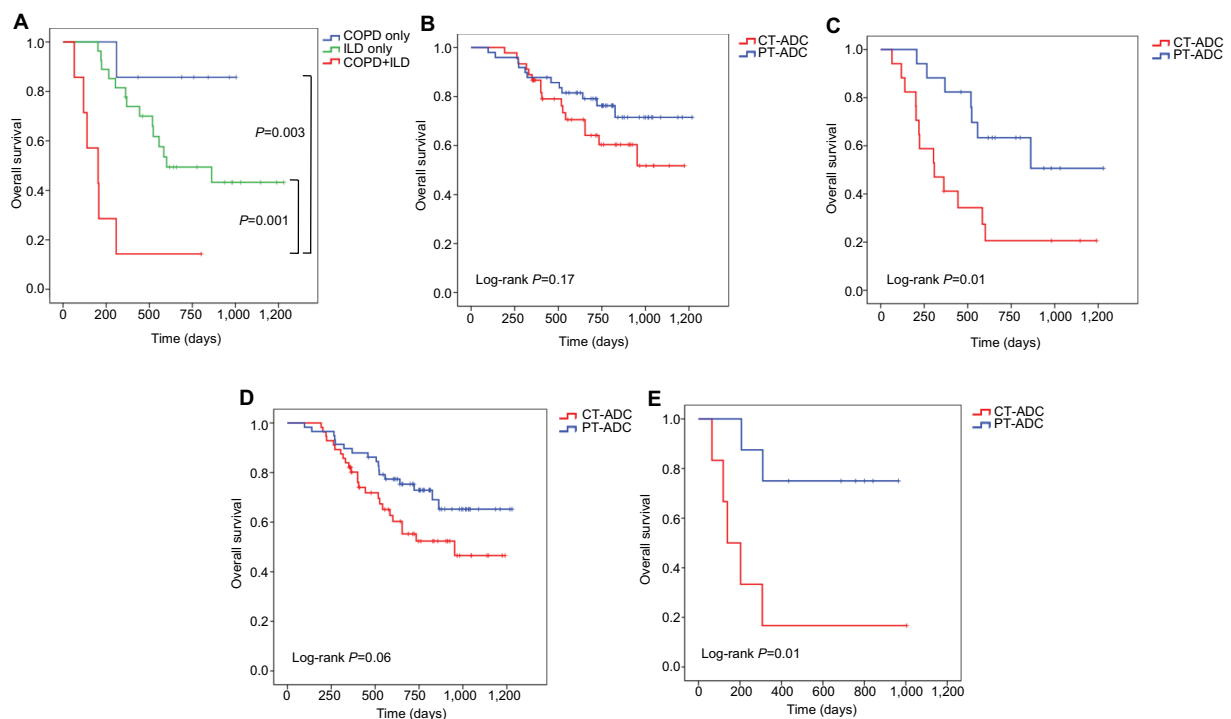 A
COPD only
ILD only
COPD+ILD
1.0
0.8
0.6
0.4
0.2
0.0
Overall survival
P=0.003
P=0.001
0 200 500 750 1,000 1,250
Time (days)
B
CT-ADC
PT-ADC
1.0
0.8
0.6
0.4
0.2
0.0
Overall survival
Log-rank P=0.17
0 250 500 750 1,000 1,200
Time (days)
C
CT-ADC
PT-ADC
1.0
0.8
0.6
0.4
0.2
0.0
Overall survival
Log-rank P=0.01
0 250 500 750 1,000 1,200
Time (days)
D
CT-ADC
PT-ADC
1.0
0.8
0.6
0.4
0.2
0.0
Overall survival
Log-rank P=0.06
0 250 500 750 1,000 1,200
Time (days)
E
CT-ADC
PT-ADC
1.0
0.8
0.6
0.4
0.2
0.0
Overall survival
Log-rank P=0.01
0 200 400 600 800 1,000 1,200
Time (days)